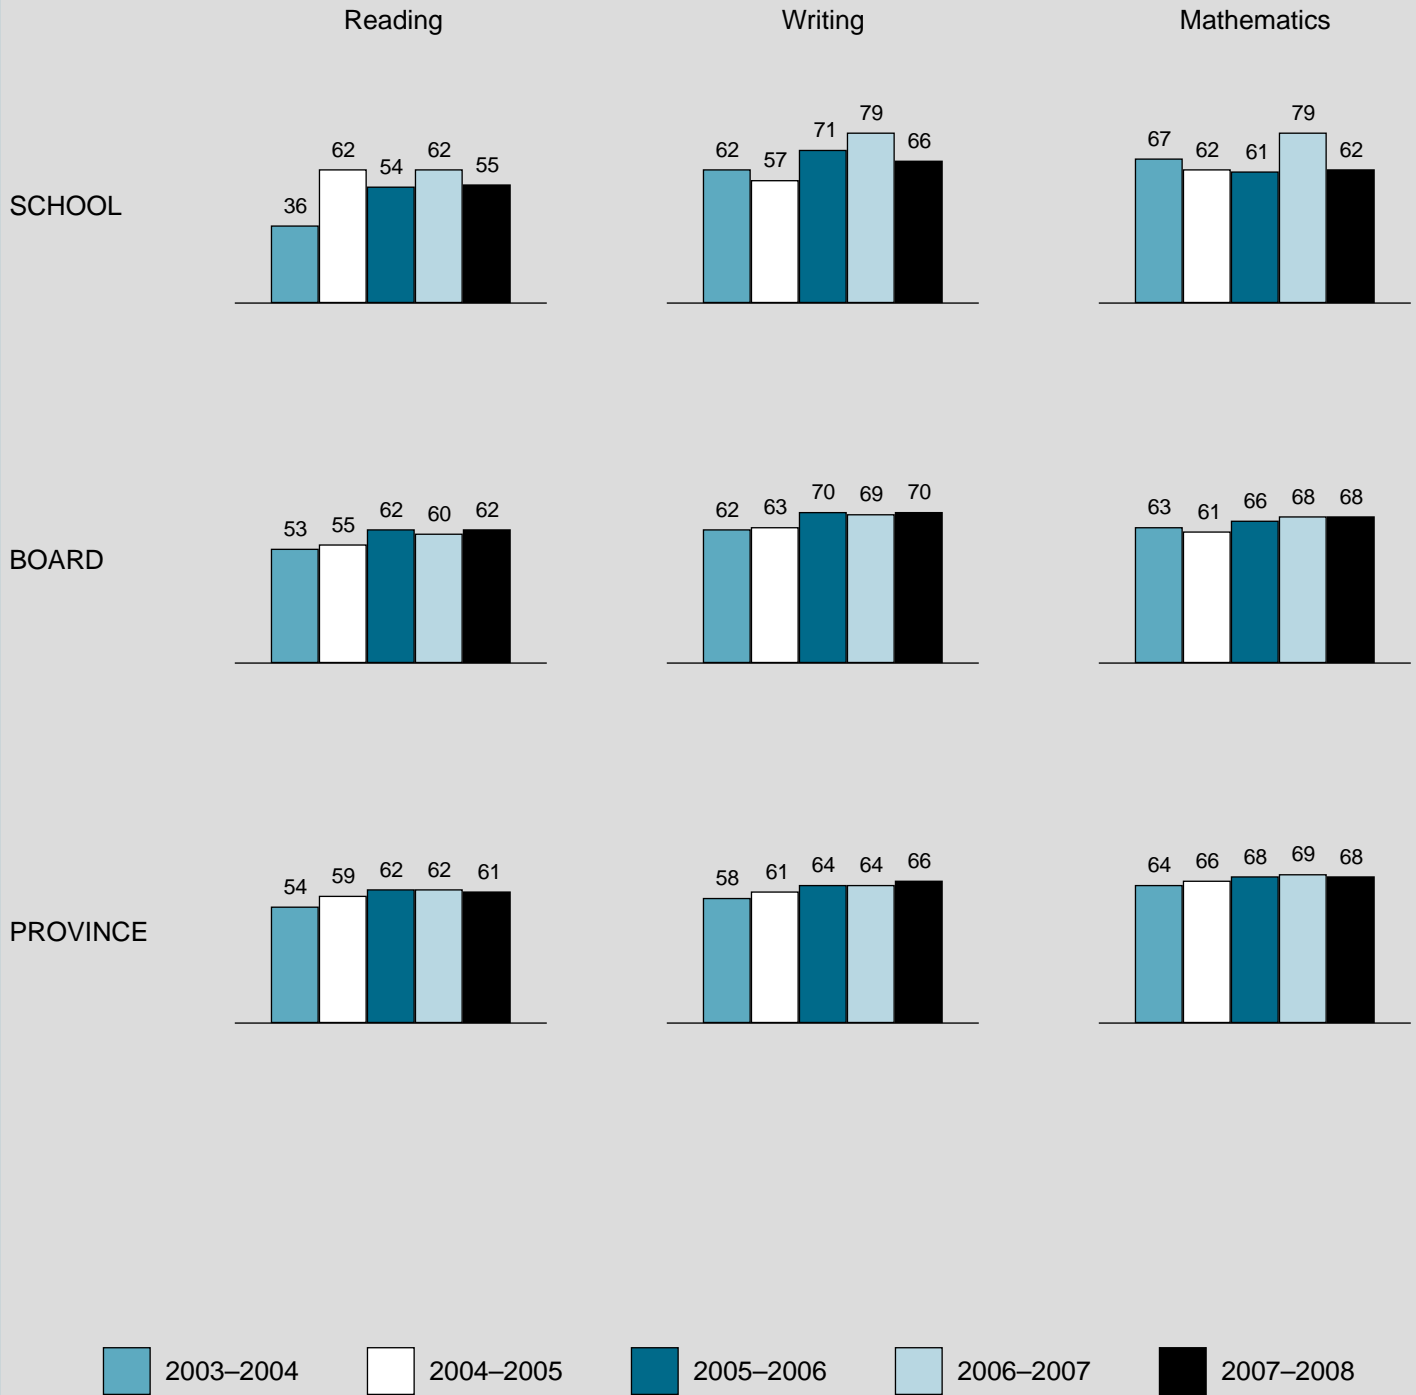 Reading Writing Mathematics
SCHOOL
36 62 54 62 55
62 57 71 79 66
67 62 61 79 62
BOARD
53 55 62 60 62
62 63 70 69 70
63 61 66 68 68
PROVINCE
54 59 62 62 61
58 61 64 64 66
64 66 68 69 68
2003–2004 2004–2005 2005–2006 2006–2007 2007–2008